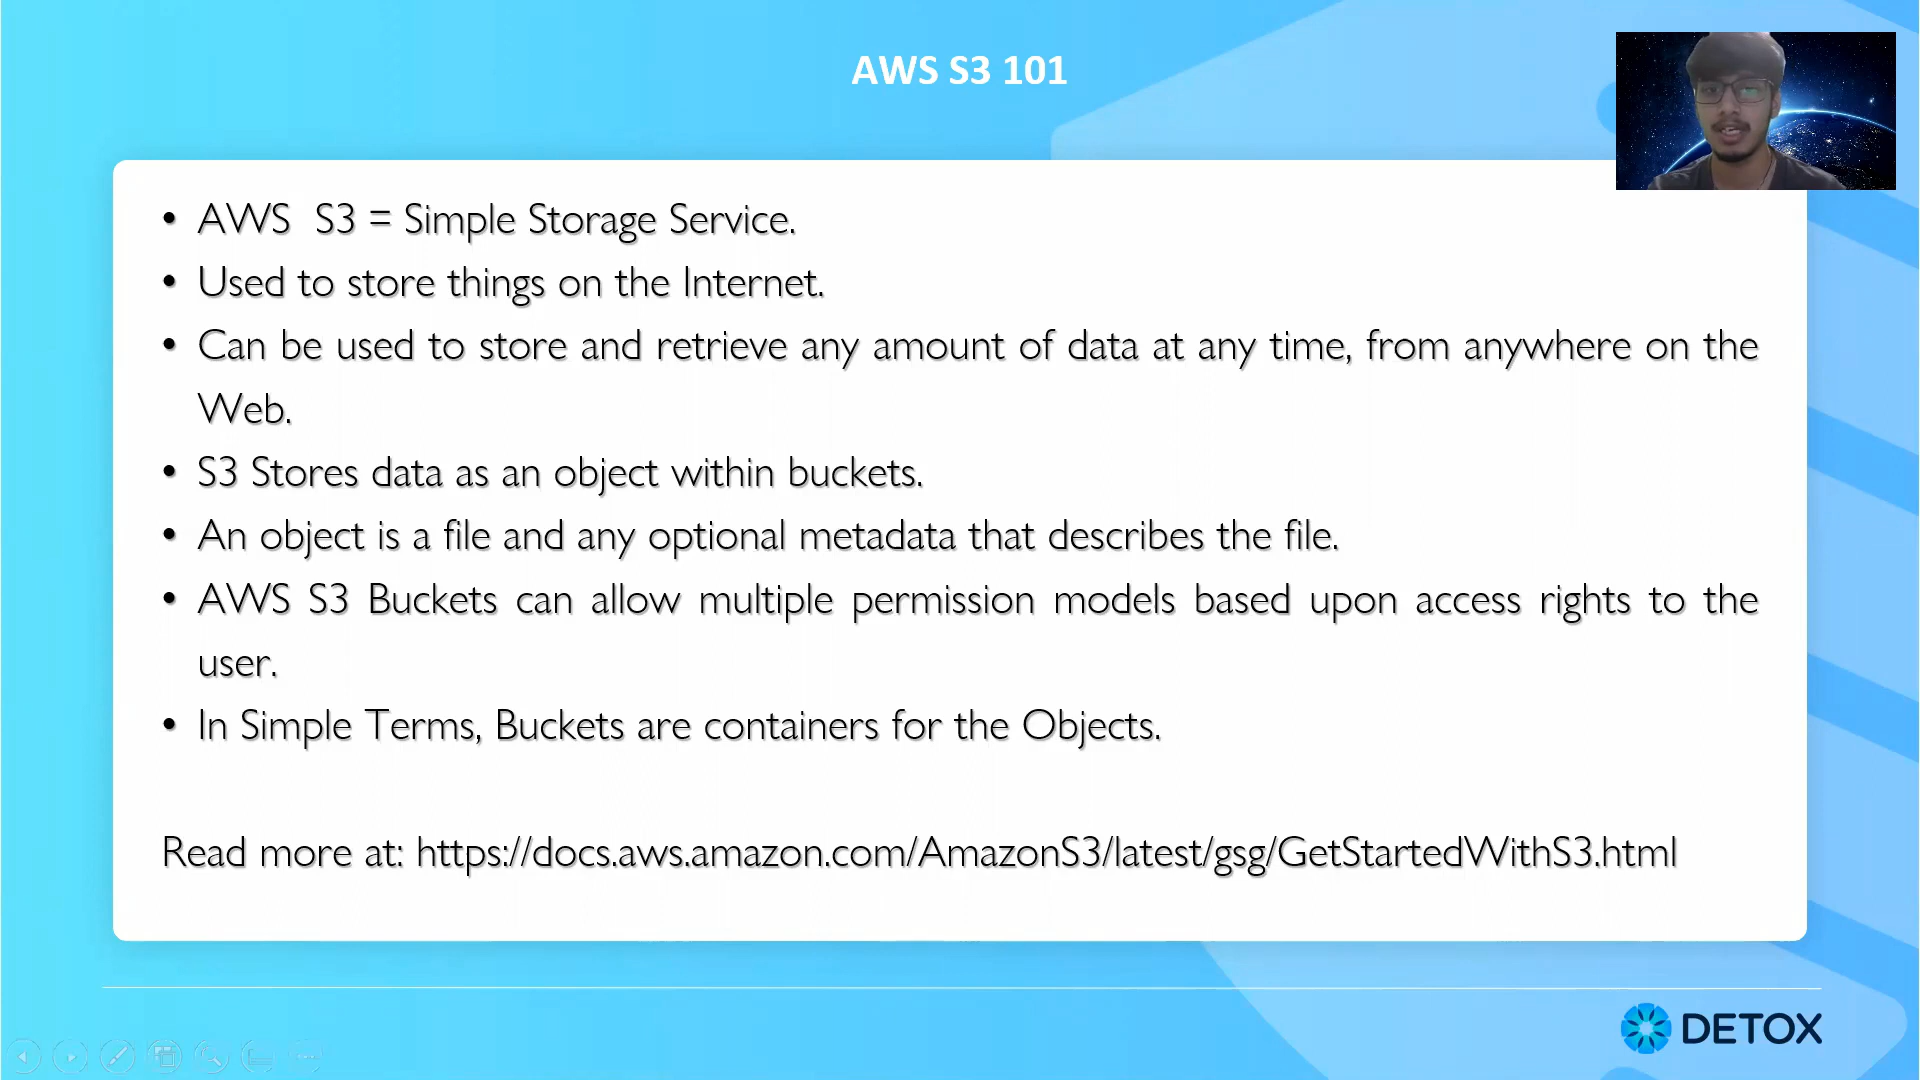 AWS S3 101
• AWS S3 = Simple Storage Service.
• Used to store things on the Internet.
• Can be used to store and retrieve any amount of data at any time, from anywhere on the
Web.
• S3 Stores data as an object within buckets.
• An object is a file and any optional metadata that describes the file.
• AWS S3 Buckets can allow multiple permission models based upon access rights to the
user.
• In Simple Terms, Buckets are containers for the Objects.
Read more at: https://docs.aws.amazon.com/AmazonS3/latest/gsg/GetStartedWithS3.html
DETOX